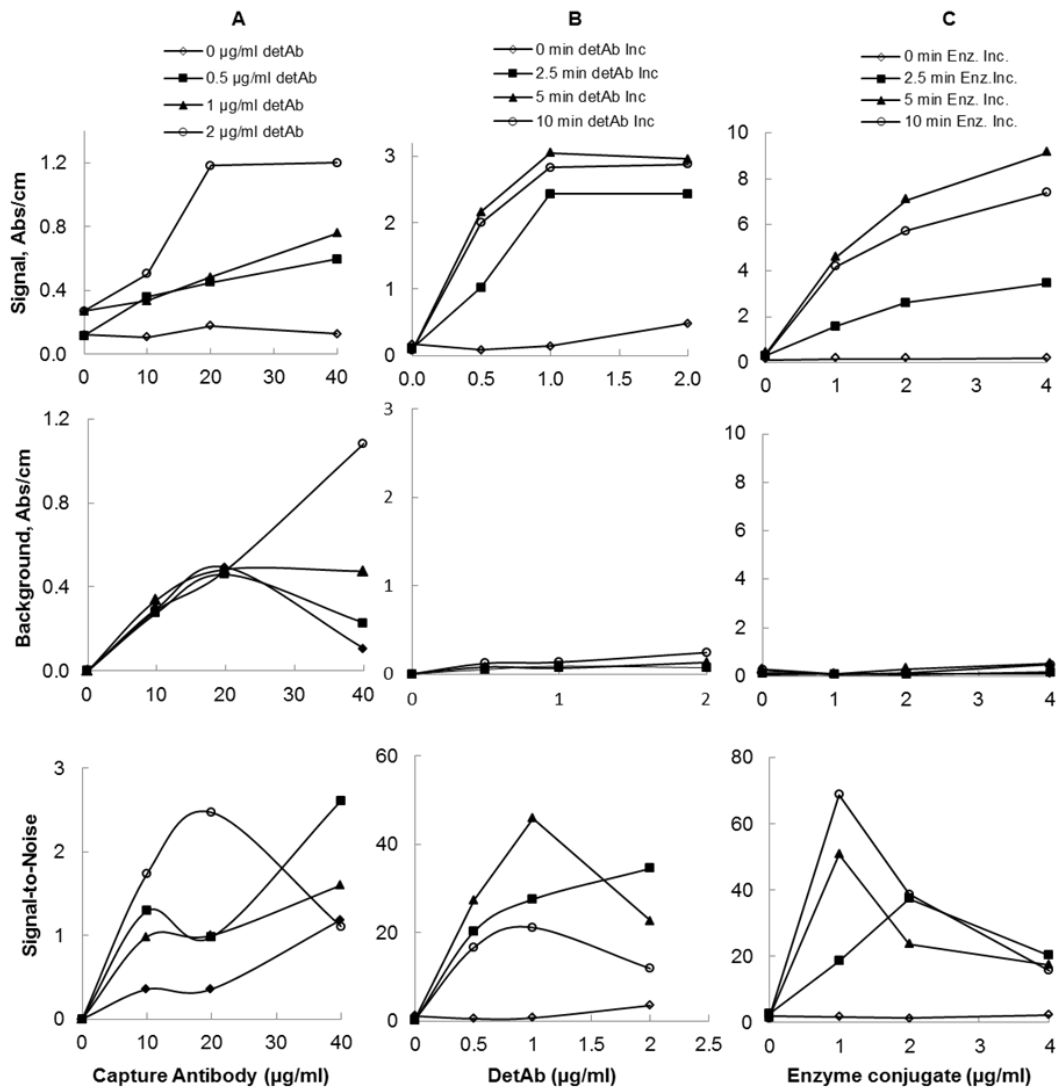 A
0 µg/ml detAb
0.5 µg/ml detAb
1 µg/ml detAb
2 µg/ml detAb
B
0 min detAb Inc
2.5 min detAb Inc
5 min detAb Inc
10 min detAb Inc
C
0 min Enz. Inc.
2.5 min Enz.Inc.
5 min Enz. Inc.
10 min Enz. Inc.
Signal, Abs/cm
1.2
0.8
0.4
0.0
0 10 20 30 40
3
2
1
0
0.0 0.5 1.0 1.5 2.0
10
8
6
4
2
0
0 1 2 3 4
Background, Abs/cm
1.2
0.8
0.4
0.0
0 10 20 30 40
3
2
1
0
0 1 2
10
8
6
4
2
0
0 1 2 3 4
Signal-to-Noise
3
2
1
0
0 10 20 30 40
Capture Antibody (µg/ml)
60
40
20
0
0 0.5 1 1.5 2 2.5
DetAb (µg/ml)
80
60
40
20
0
0 1 2 3 4
Enzyme conjugate (µg/ml)